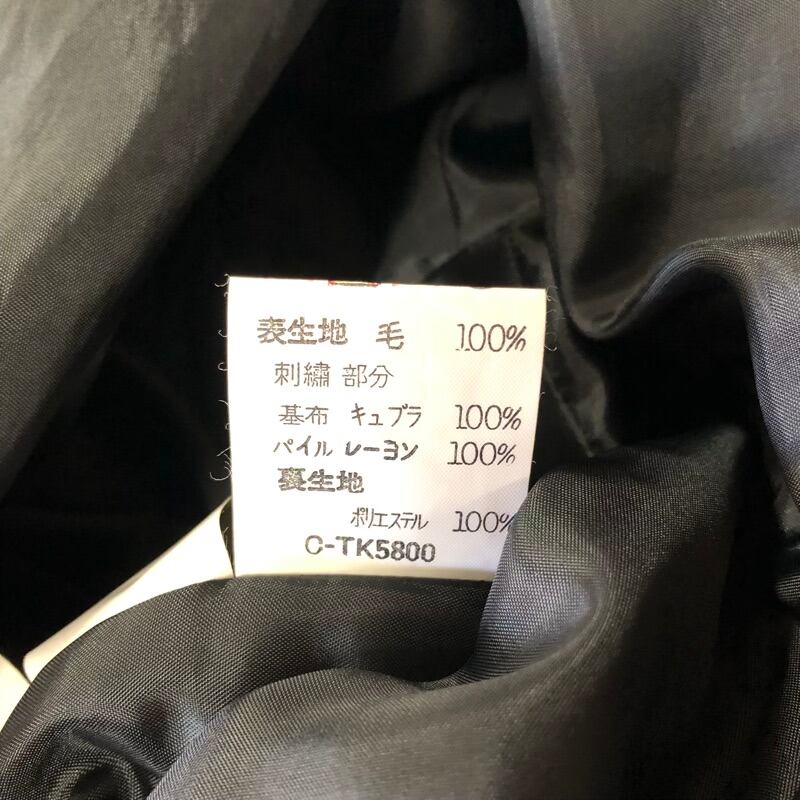 表生地 毛 100%
刺繍 部分
基布 キュプラ 100%
パイル レーヨン 100%
裏生地
ポリエステル 100%
C-TK5800